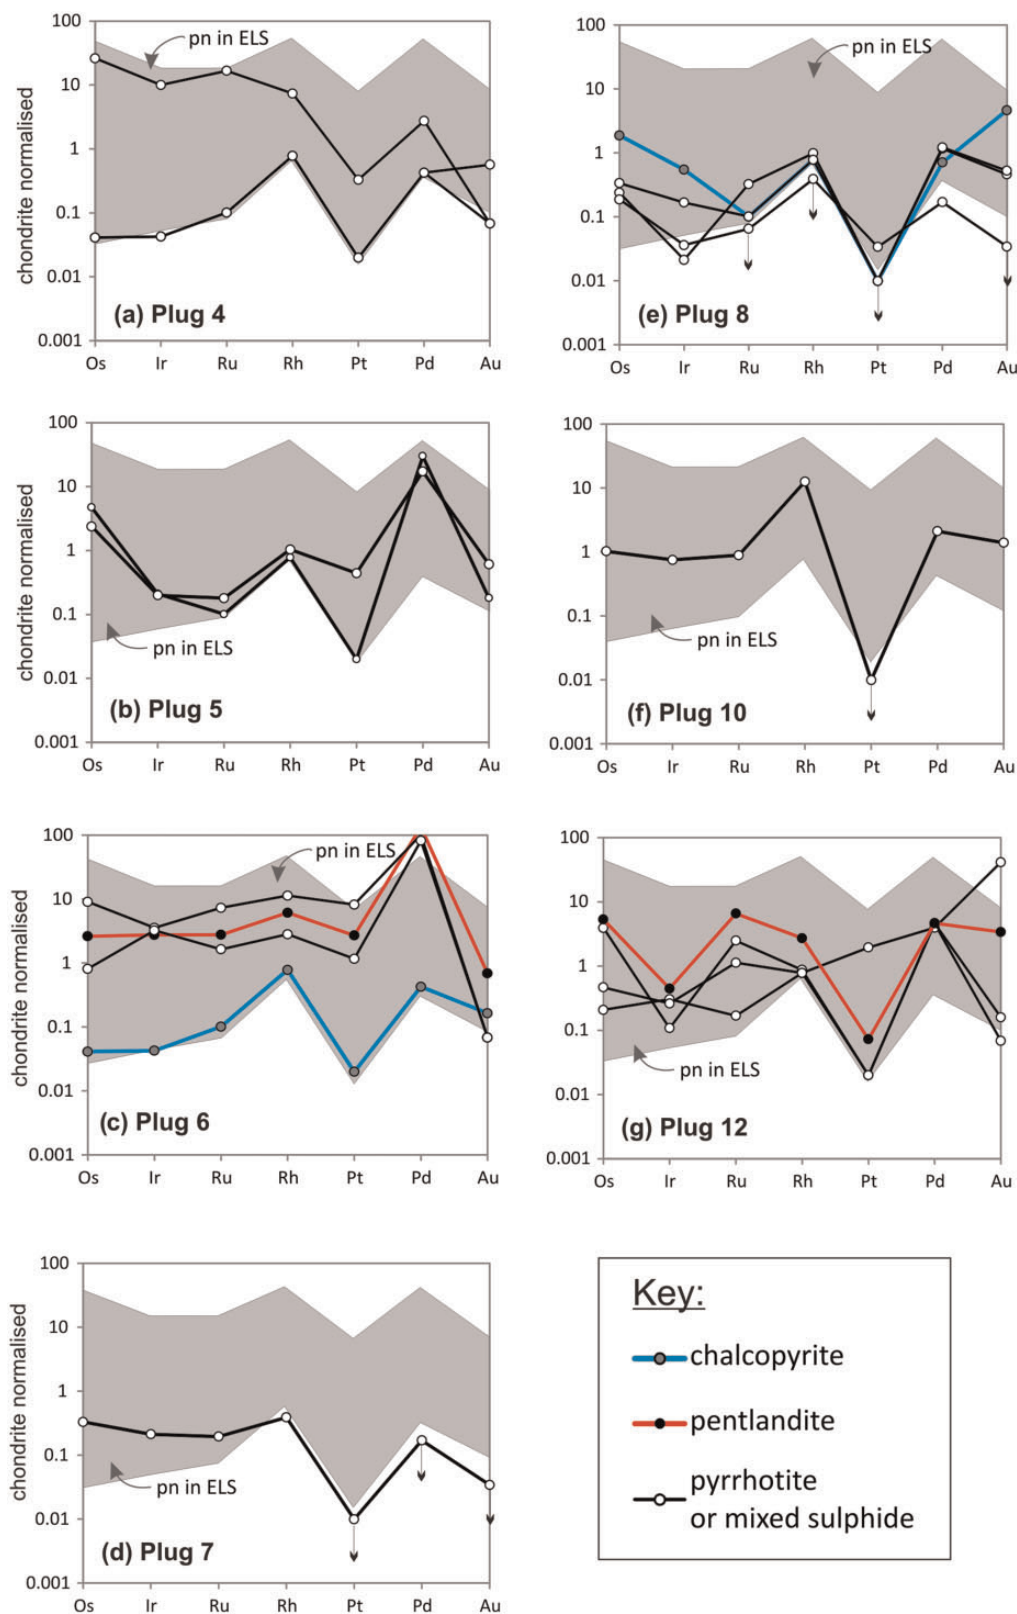 100
10
1
0.1
0.01
0.001
chondrite normalised
pn in ELS
(a) Plug 4
Os Ir Ru Rh Pt Pd Au
100
10
1
0.1
0.01
0.001
pn in ELS
(e) Plug 8
Os Ir Ru Rh Pt Pd Au
100
10
1
0.1
0.01
0.001
chondrite normalised
pn in ELS
(b) Plug 5
Os Ir Ru Rh Pt Pd Au
100
10
1
0.1
0.01
0.001
pn in ELS
(f) Plug 10
Os Ir Ru Rh Pt Pd Au
100
10
1
0.1
0.01
0.001
chondrite normalised
pn in ELS
(c) Plug 6
Os Ir Ru Rh Pt Pd Au
100
10
1
0.1
0.01
0.001
pn in ELS
(g) Plug 12
Os Ir Ru Rh Pt Pd Au
100
10
1
0.1
0.01
0.001
chondrite normalised
pn in ELS
(d) Plug 7
Os Ir Ru Rh Pt Pd Au
Key:
chalcopyrite
pentlandite
pyrrhotite
or mixed sulphide